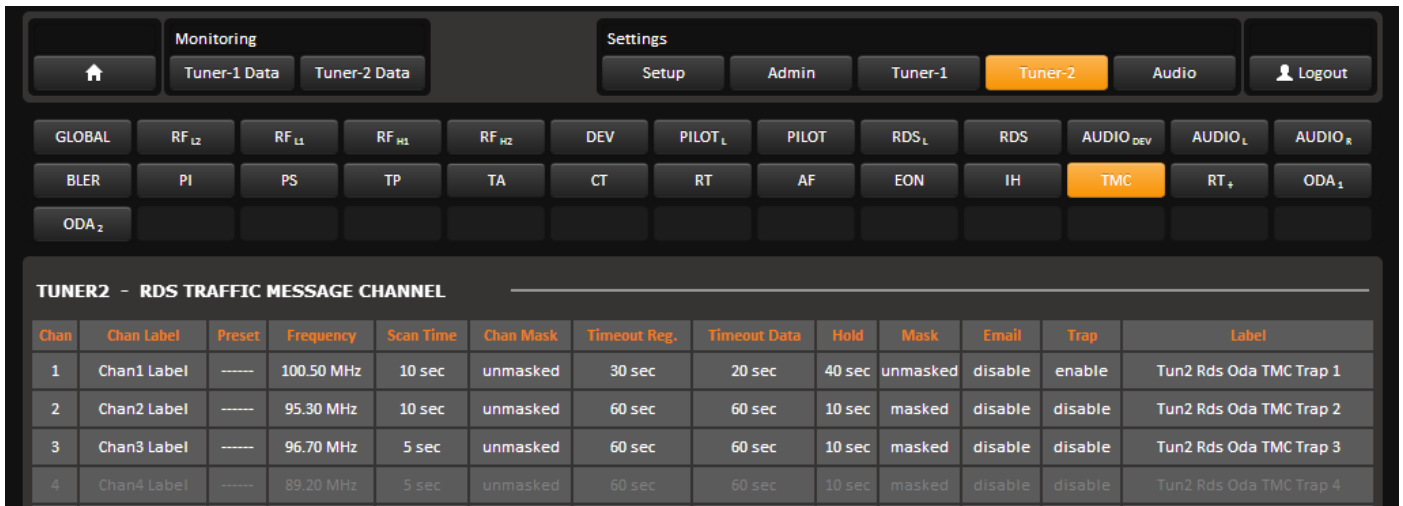 Monitoring Settings
Tuner-1 Data Tuner-2 Data Setup Admin Tuner-1 Tuner-2 Audio Logout
GLOBAL RF L2 RF L1 RF H1 RF H2 DEV PILOT L PILOT RDS L RDS AUDIO DEV AUDIO L AUDIO R
BLER PI PS TP TA CT RT AF EON IH TMC RT + ODA 1
ODA 2
TUNER2 - RDS TRAFFIC MESSAGE CHANNEL
Chan Chan Label Preset Frequency Scan Time Chan Mask Timeout Reg. Timeout Data Hold Mask Email Trap Label
1 Chan1 Label ------ 100.50 MHz 10 sec unmasked 30 sec 20 sec 40 sec unmasked disable enable Tun2 Rds Oda TMC Trap 1
2 Chan2 Label ------ 95.30 MHz 10 sec unmasked 60 sec 60 sec 10 sec masked disable disable Tun2 Rds Oda TMC Trap 2
3 Chan3 Label ------ 96.70 MHz 5 sec unmasked 60 sec 60 sec 10 sec masked disable disable Tun2 Rds Oda TMC Trap 3
4 Chan4 Label ------ 89.20 MHz 5 sec unmasked 60 sec 60 sec 10 sec masked disable disable Tun2 Rds Oda TMC Trap 4